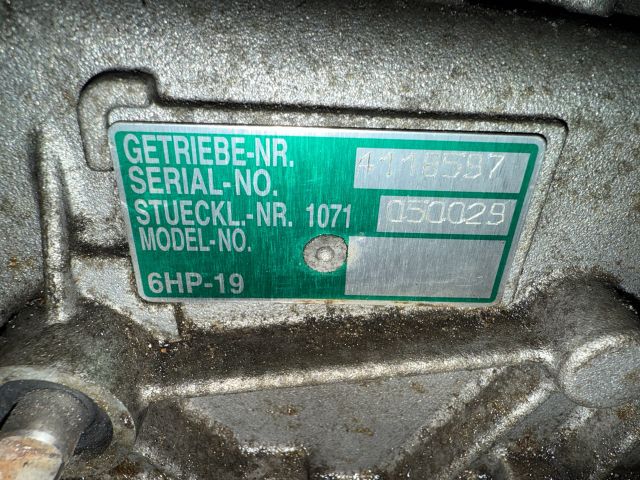 GETRIEBE-NR. 4118597
SERIAL-NO.
STUECKL.-NR. 1071 050029
MODEL-NO.
6HP-19